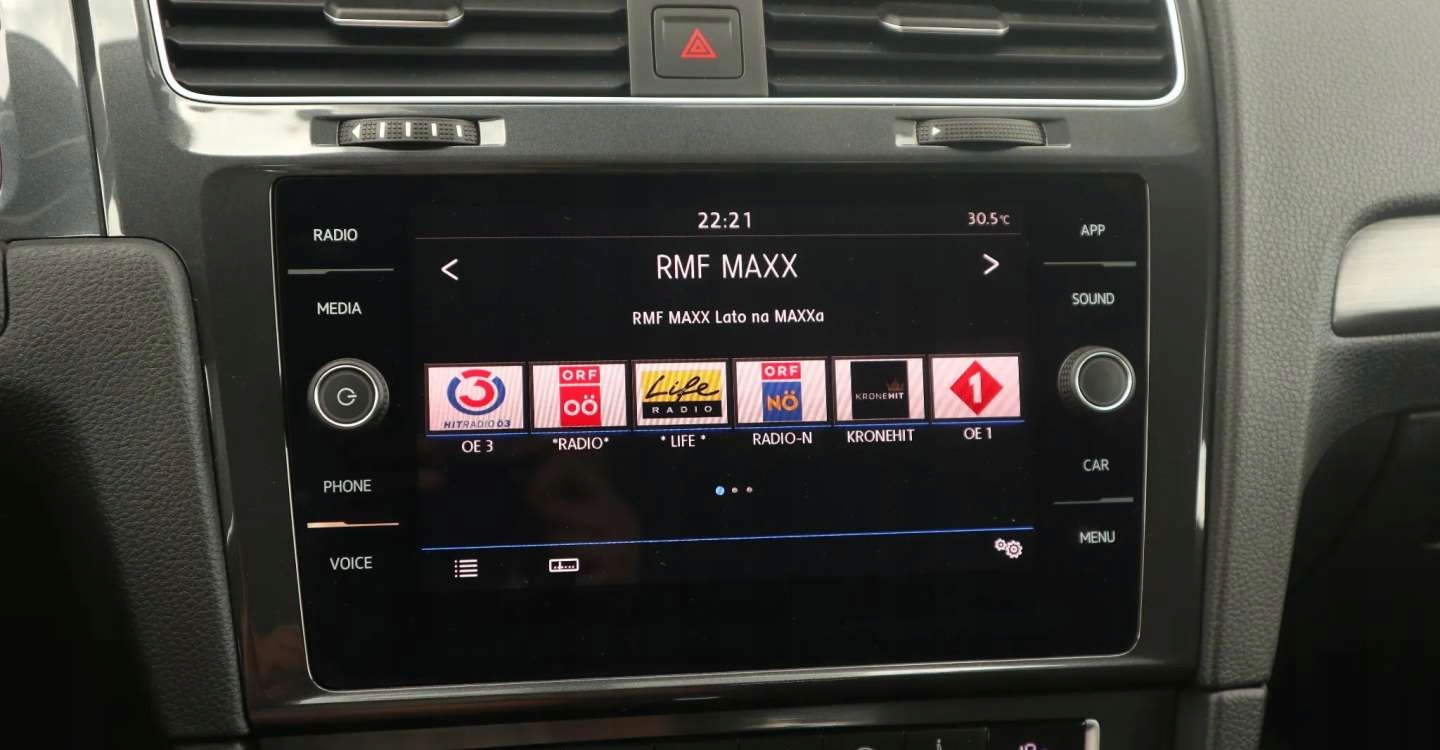 22:21
30.5°C
RADIO
APP
< RMF MAXX >
MEDIA
SOUND
RMF MAXX Lato na MAXXa
3
HITRADIO Ö3
ORF
OÖ
Life
RADIO
ORF
NÖ
KRONEHIT
1
OE 3
*RADIO*
* LIFE *
RADIO-N
KRONEHIT
OE 1
PHONE
CAR
VOICE
MENU